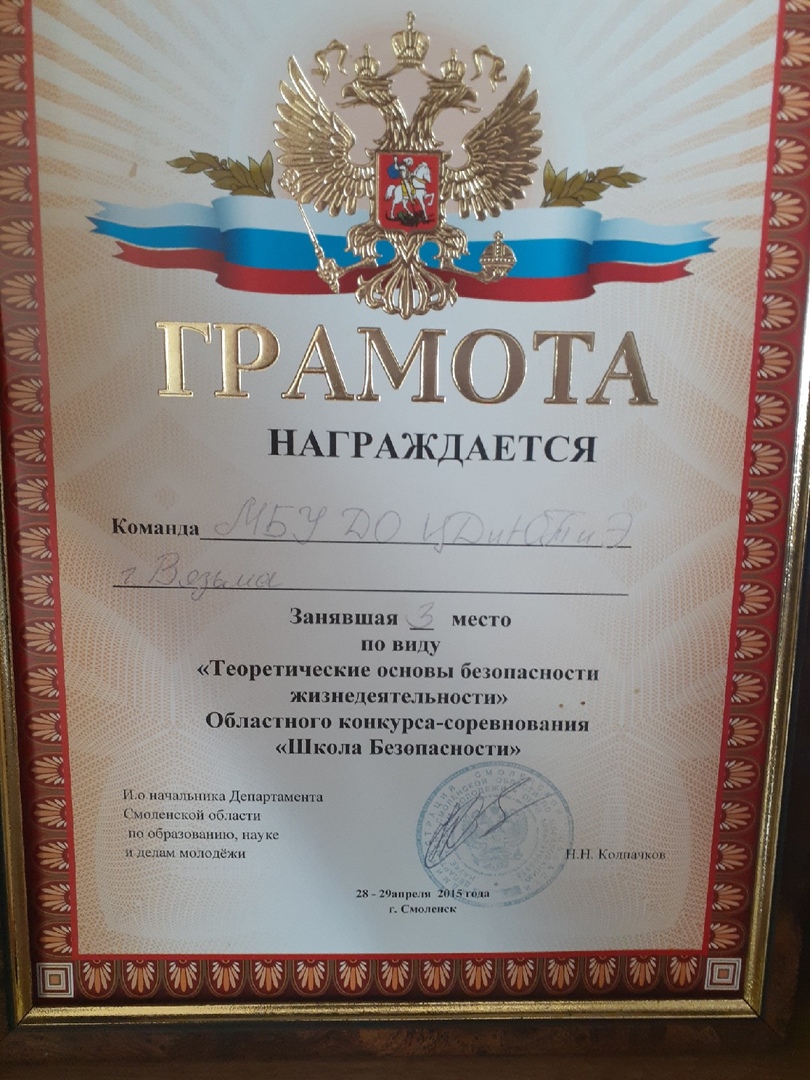 ГРАМОТА
НАГРАЖДАЕТСЯ
Команда МБУ ДО ЦДиЮТиЭ
г. Вязьма
Занявшая 3 место
по виду
«Теоретические основы безопасности
жизнедеятельности»
Областного конкурса-соревнования
«Школа Безопасности»
И.о начальника Департамента
Смоленской области
по образованию, науке
и делам молодёжи
Н.Н. Колпачков
28 - 29апреля 2015 года
г. Смоленск